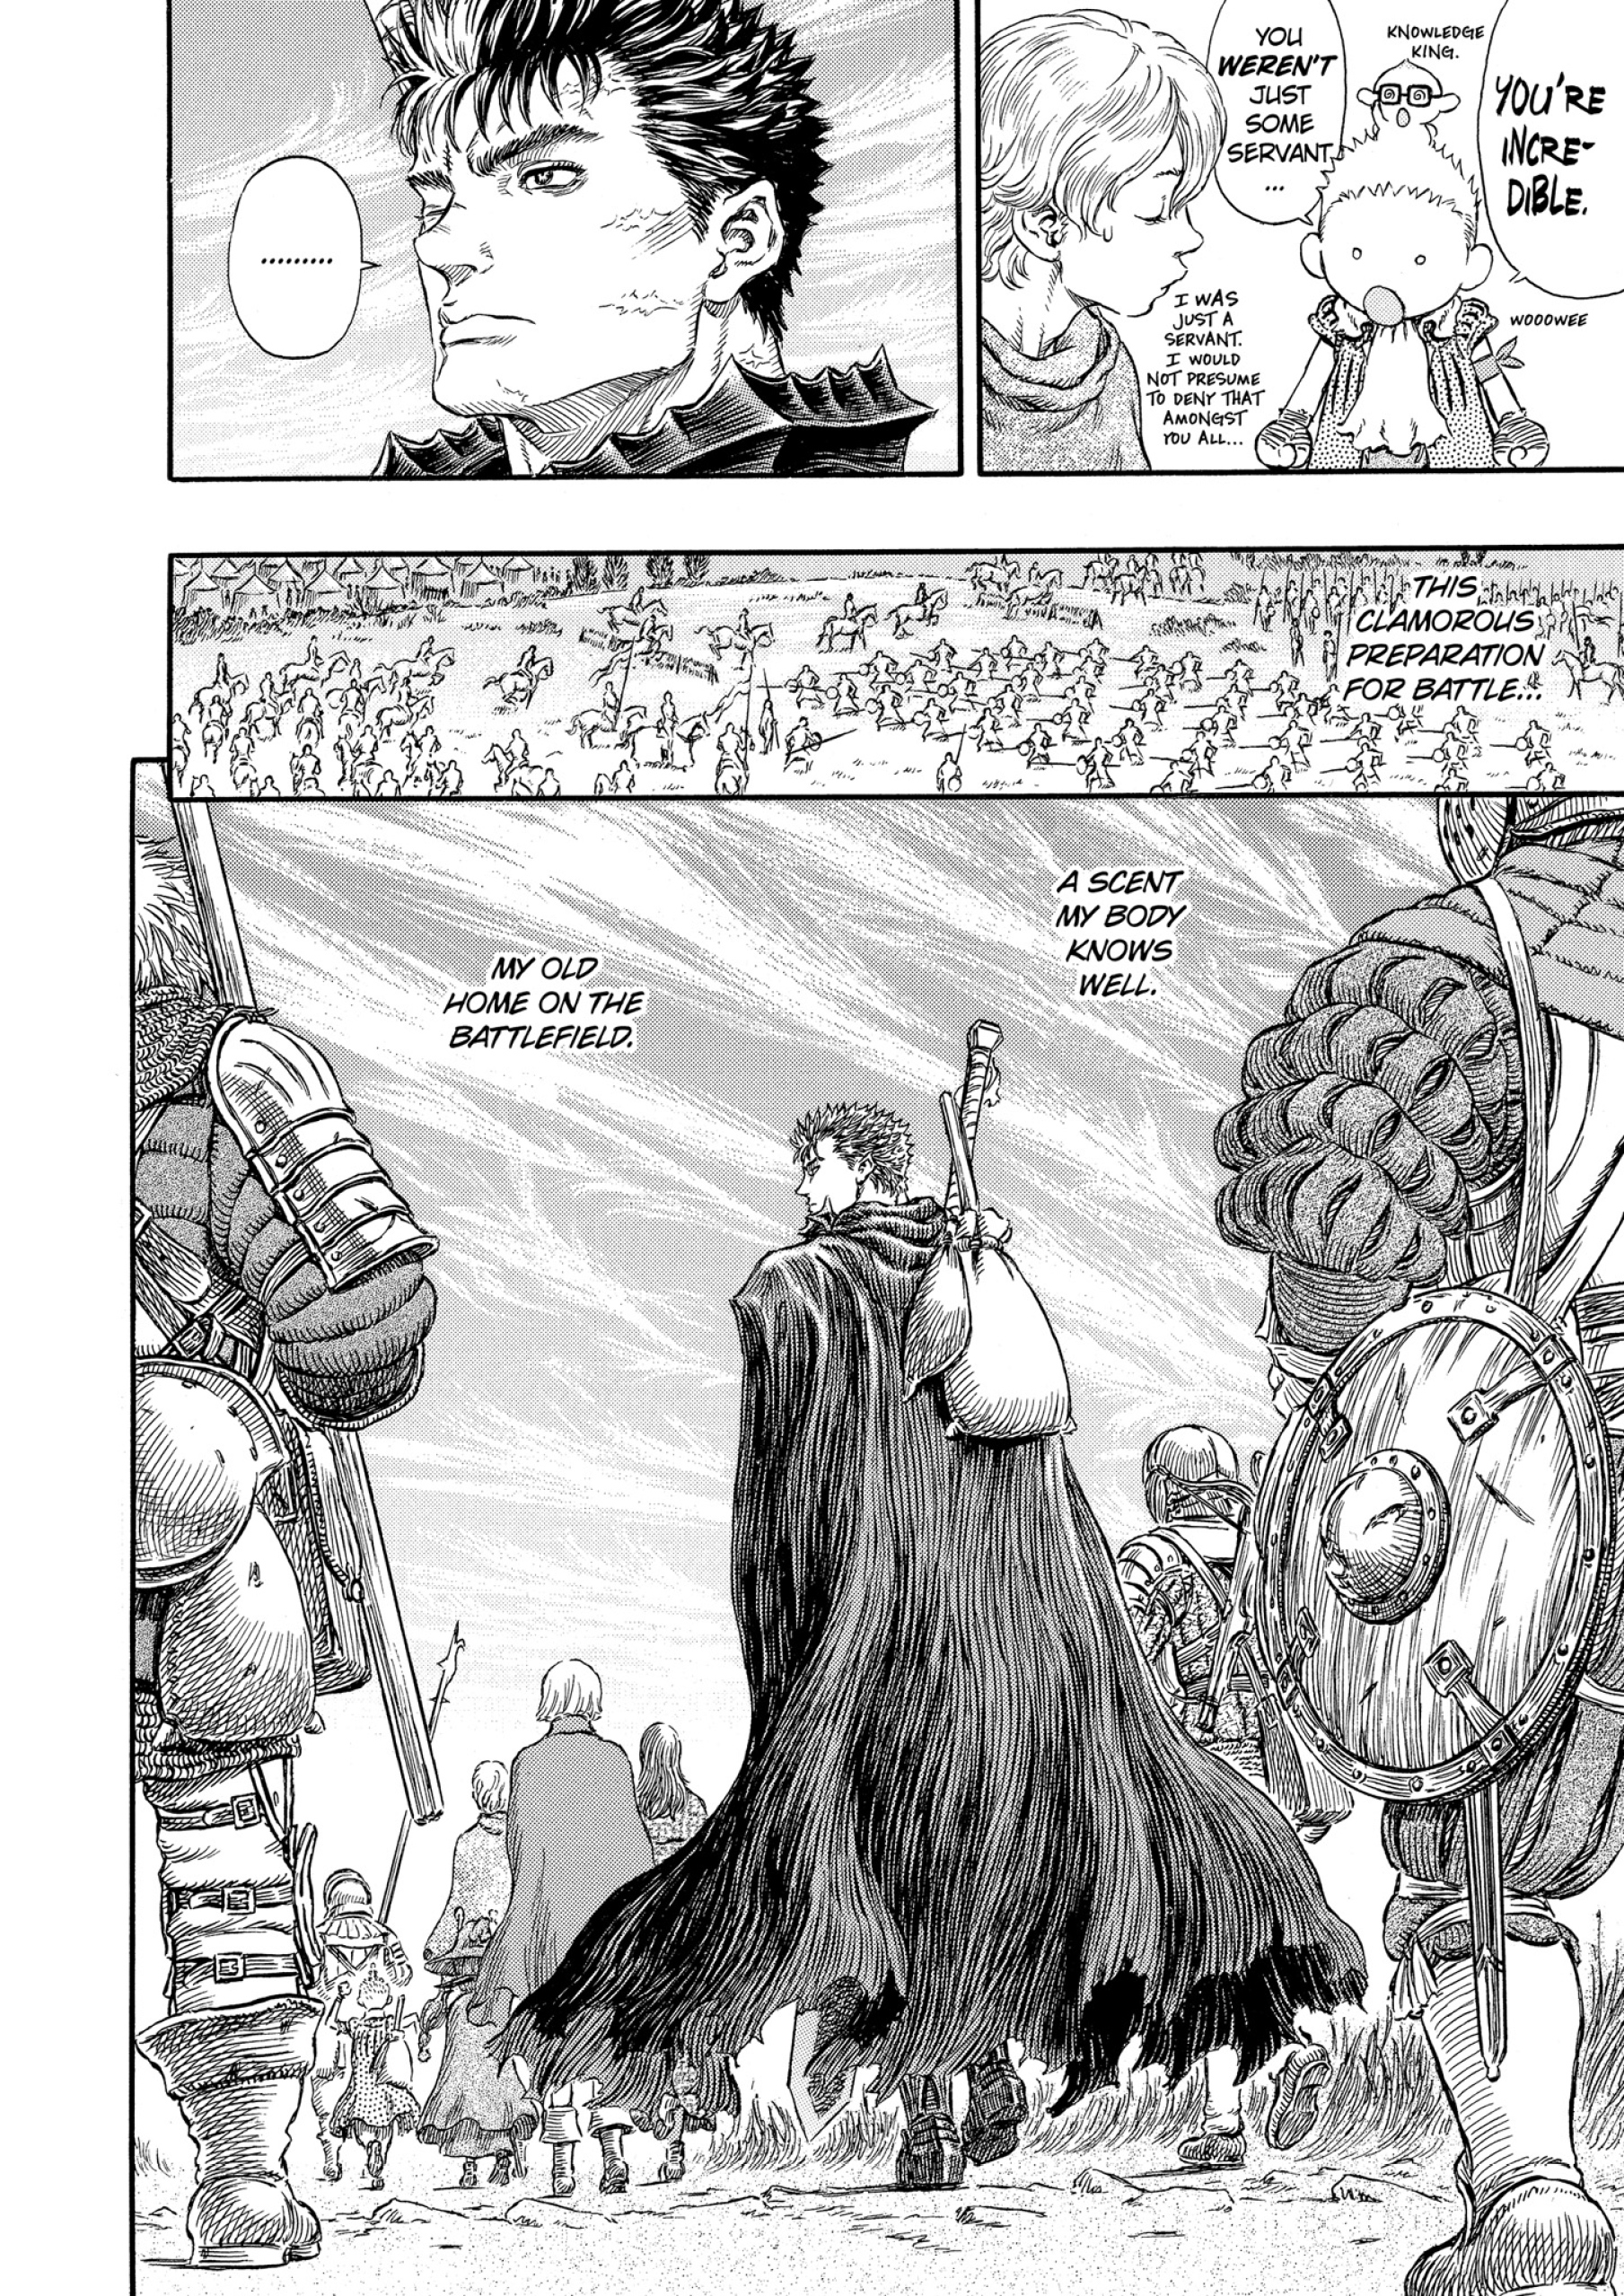 YOU'RE
INCRE-
DIBLE.
KNOWLEDGE
KING.
WOOOWEE
YOU
WEREN'T
JUST
SOME
SERVANT
...
I WAS
JUST A
SERVANT.
I WOULD
NOT PRESUME
TO DENY THAT
AMONGST
YOU ALL...
.........
THIS
CLAMOROUS
PREPARATION
FOR BATTLE...
A SCENT
MY BODY
KNOWS
WELL.
MY OLD
HOME ON THE
BATTLEFIELD.